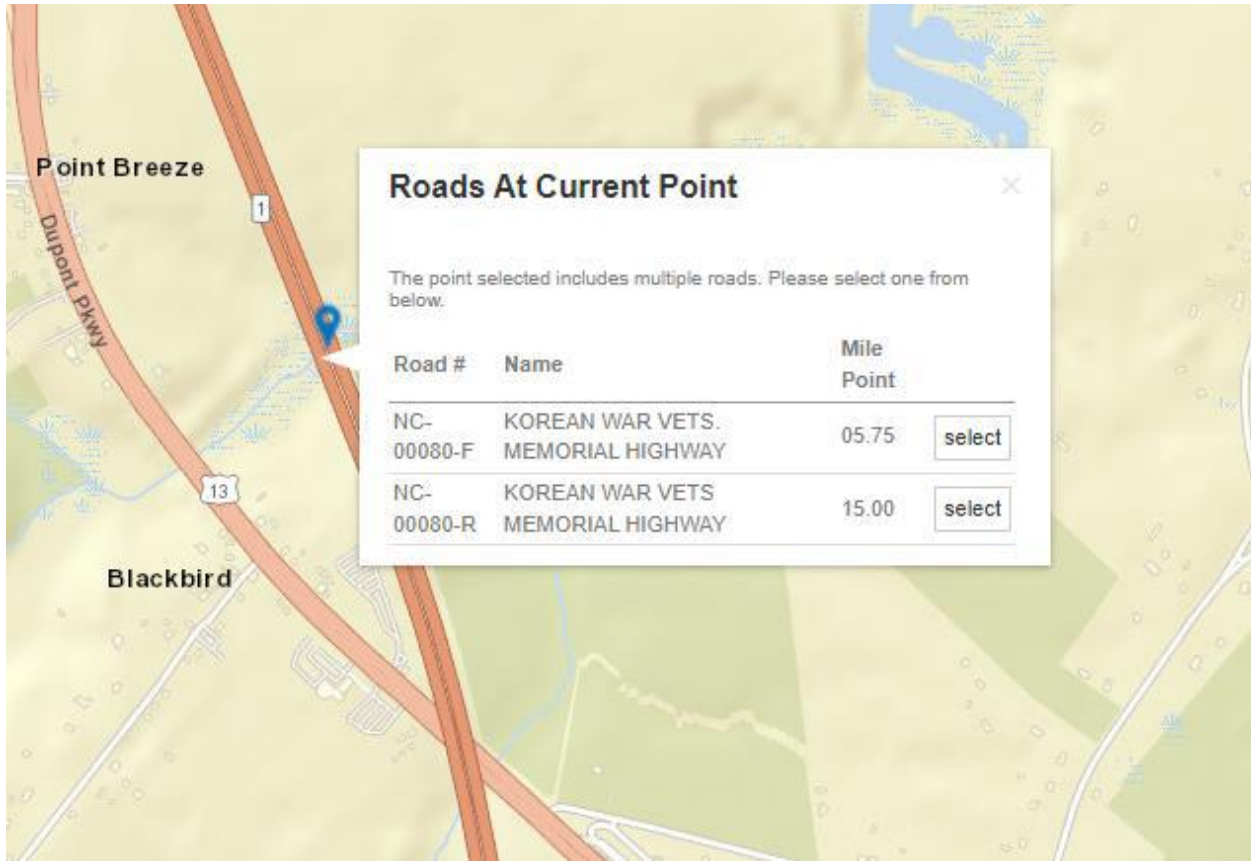 Point Breeze
1
Dupont Pkwy
13
Blackbird
Roads At Current Point
×
The point selected includes multiple roads. Please select one from
below.
Road # Name Mile
Point
NC-
00080-F KOREAN WAR VETS.
MEMORIAL HIGHWAY 05.75 select
NC-
00080-R KOREAN WAR VETS
MEMORIAL HIGHWAY 15.00 select